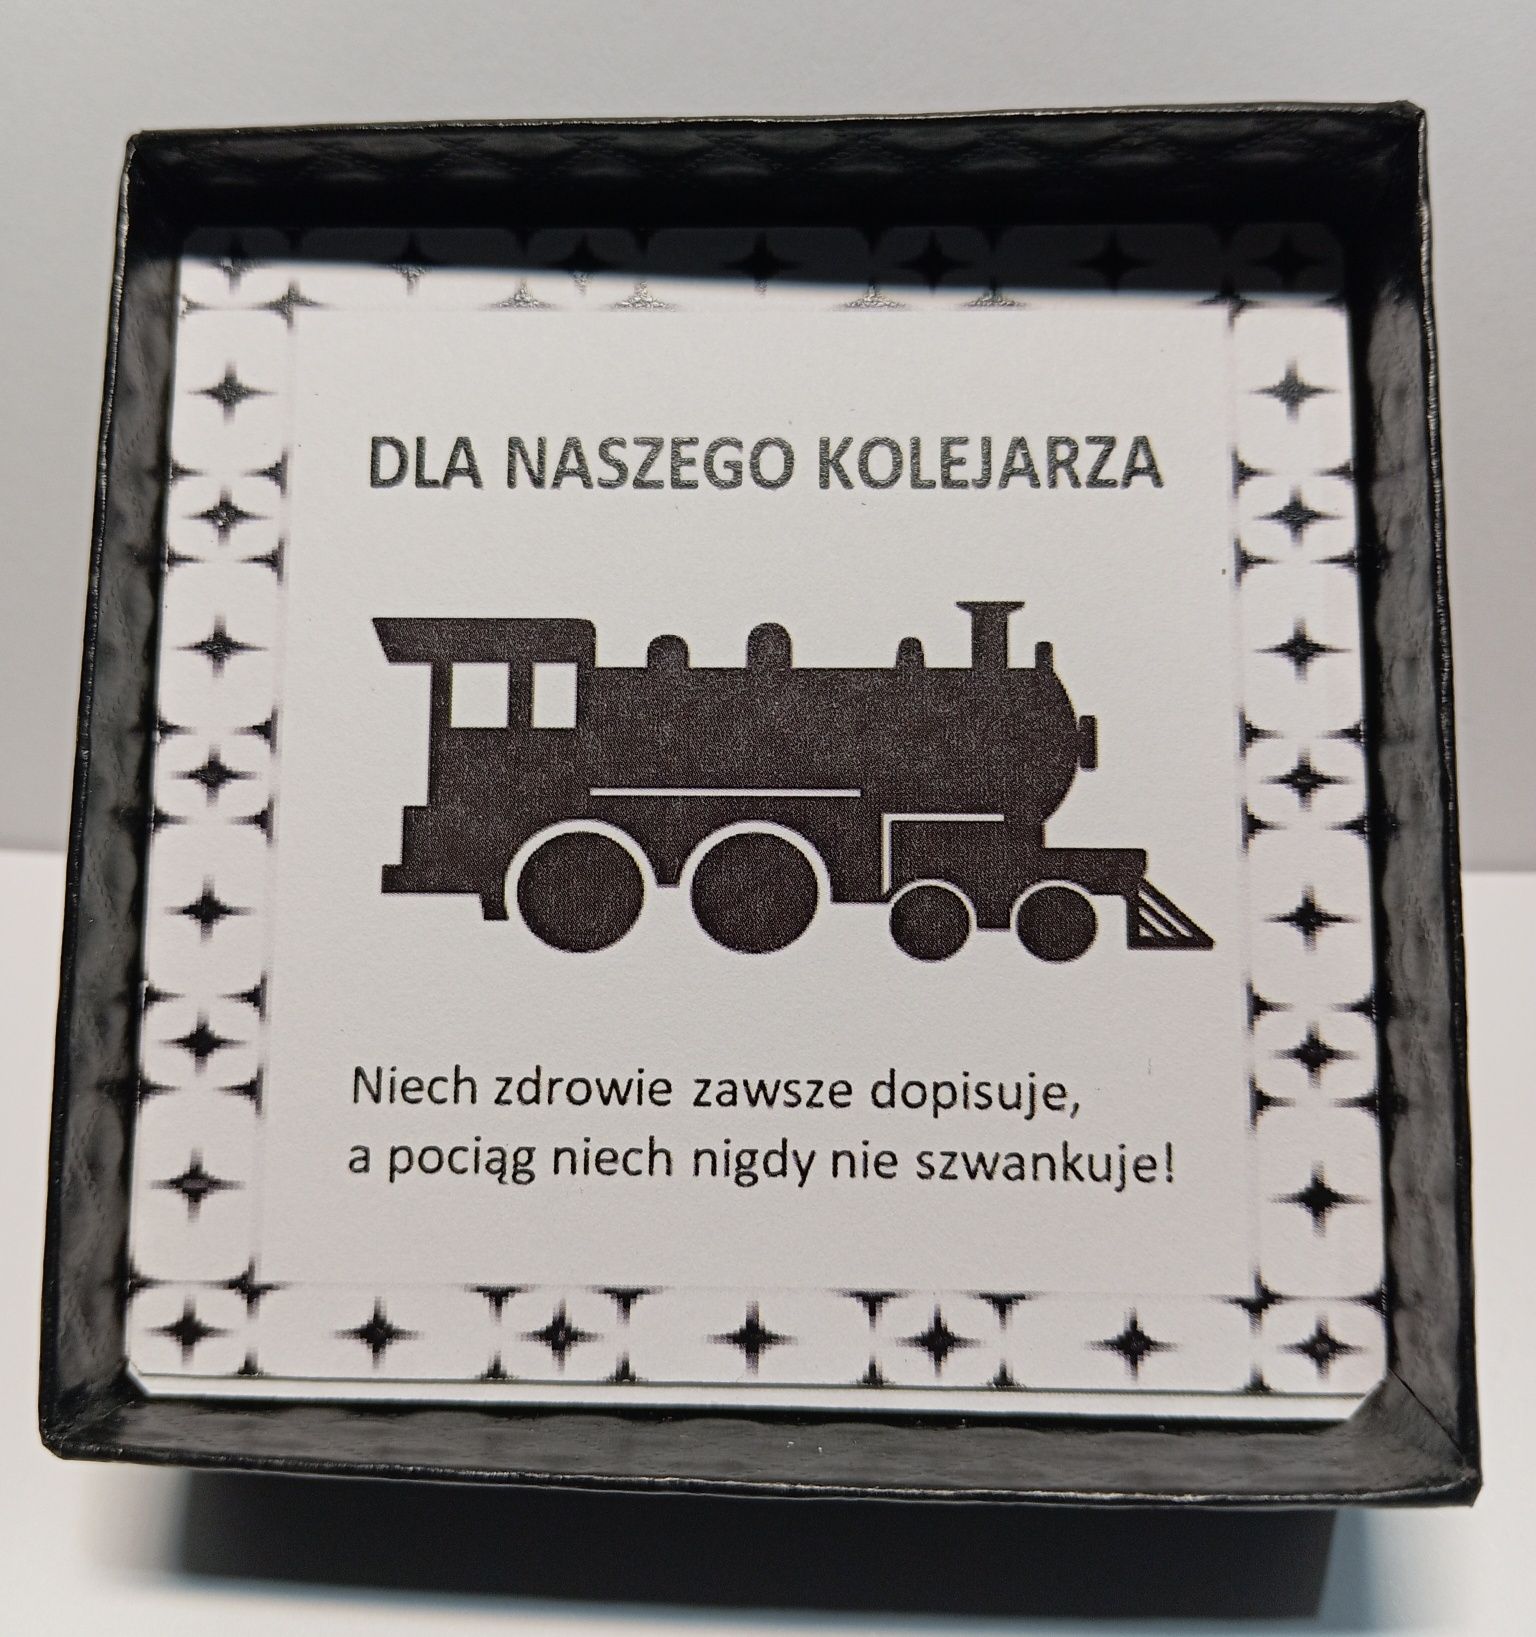 DLA NASZEGO KOLEJARZA
Niech zdrowie zawsze dopisuje,
a pociąg niech nigdy nie szwankuje!